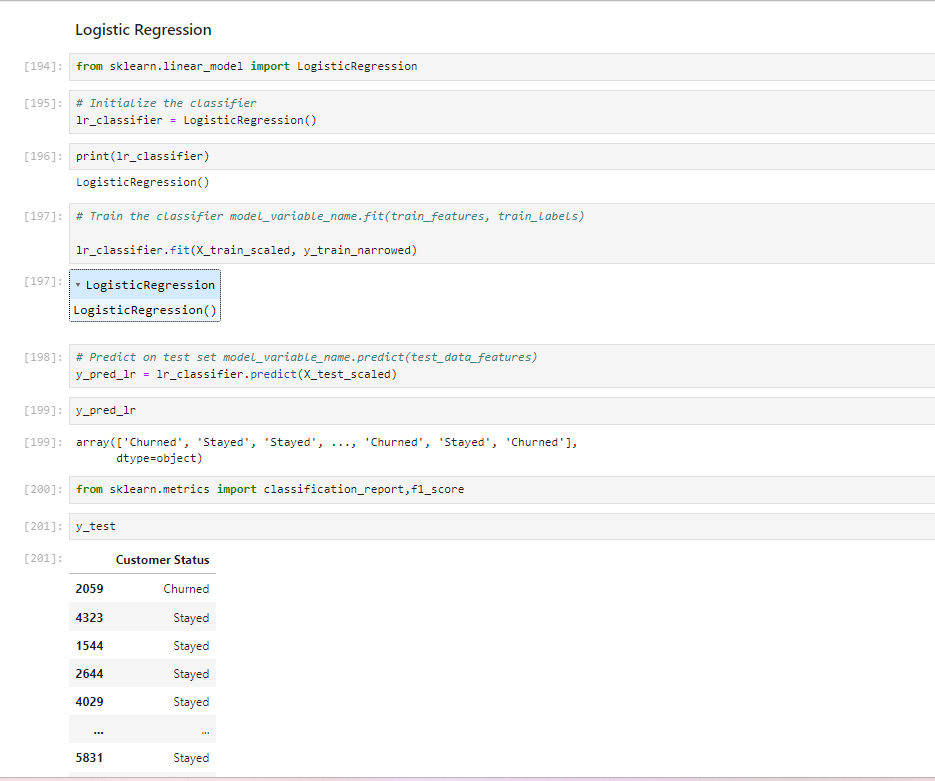 Logistic Regression
[194]: from sklearn.linear_model import LogisticRegression
[195]: # Initialize the classifier
lr_classifier = LogisticRegression()
[196]: print(lr_classifier)
LogisticRegression()
[197]: # Train the classifier model_variable_name.fit(train_features, train_labels)
lr_classifier.fit(X_train_scaled, y_train_narrowed)
[197]: ▾ LogisticRegression
LogisticRegression()
[198]: # Predict on test set model_variable_name.predict(test_data_features)
y_pred_lr = lr_classifier.predict(X_test_scaled)
[199]: y_pred_lr
[199]: array(['Churned', 'Stayed', 'Stayed', ..., 'Churned', 'Stayed', 'Churned'],
dtype=object)
[200]: from sklearn.metrics import classification_report,f1_score
[201]: y_test
[201]: Customer Status
2059 Churned
4323 Stayed
1544 Stayed
2644 Stayed
4029 Stayed
... ...
5831 Stayed